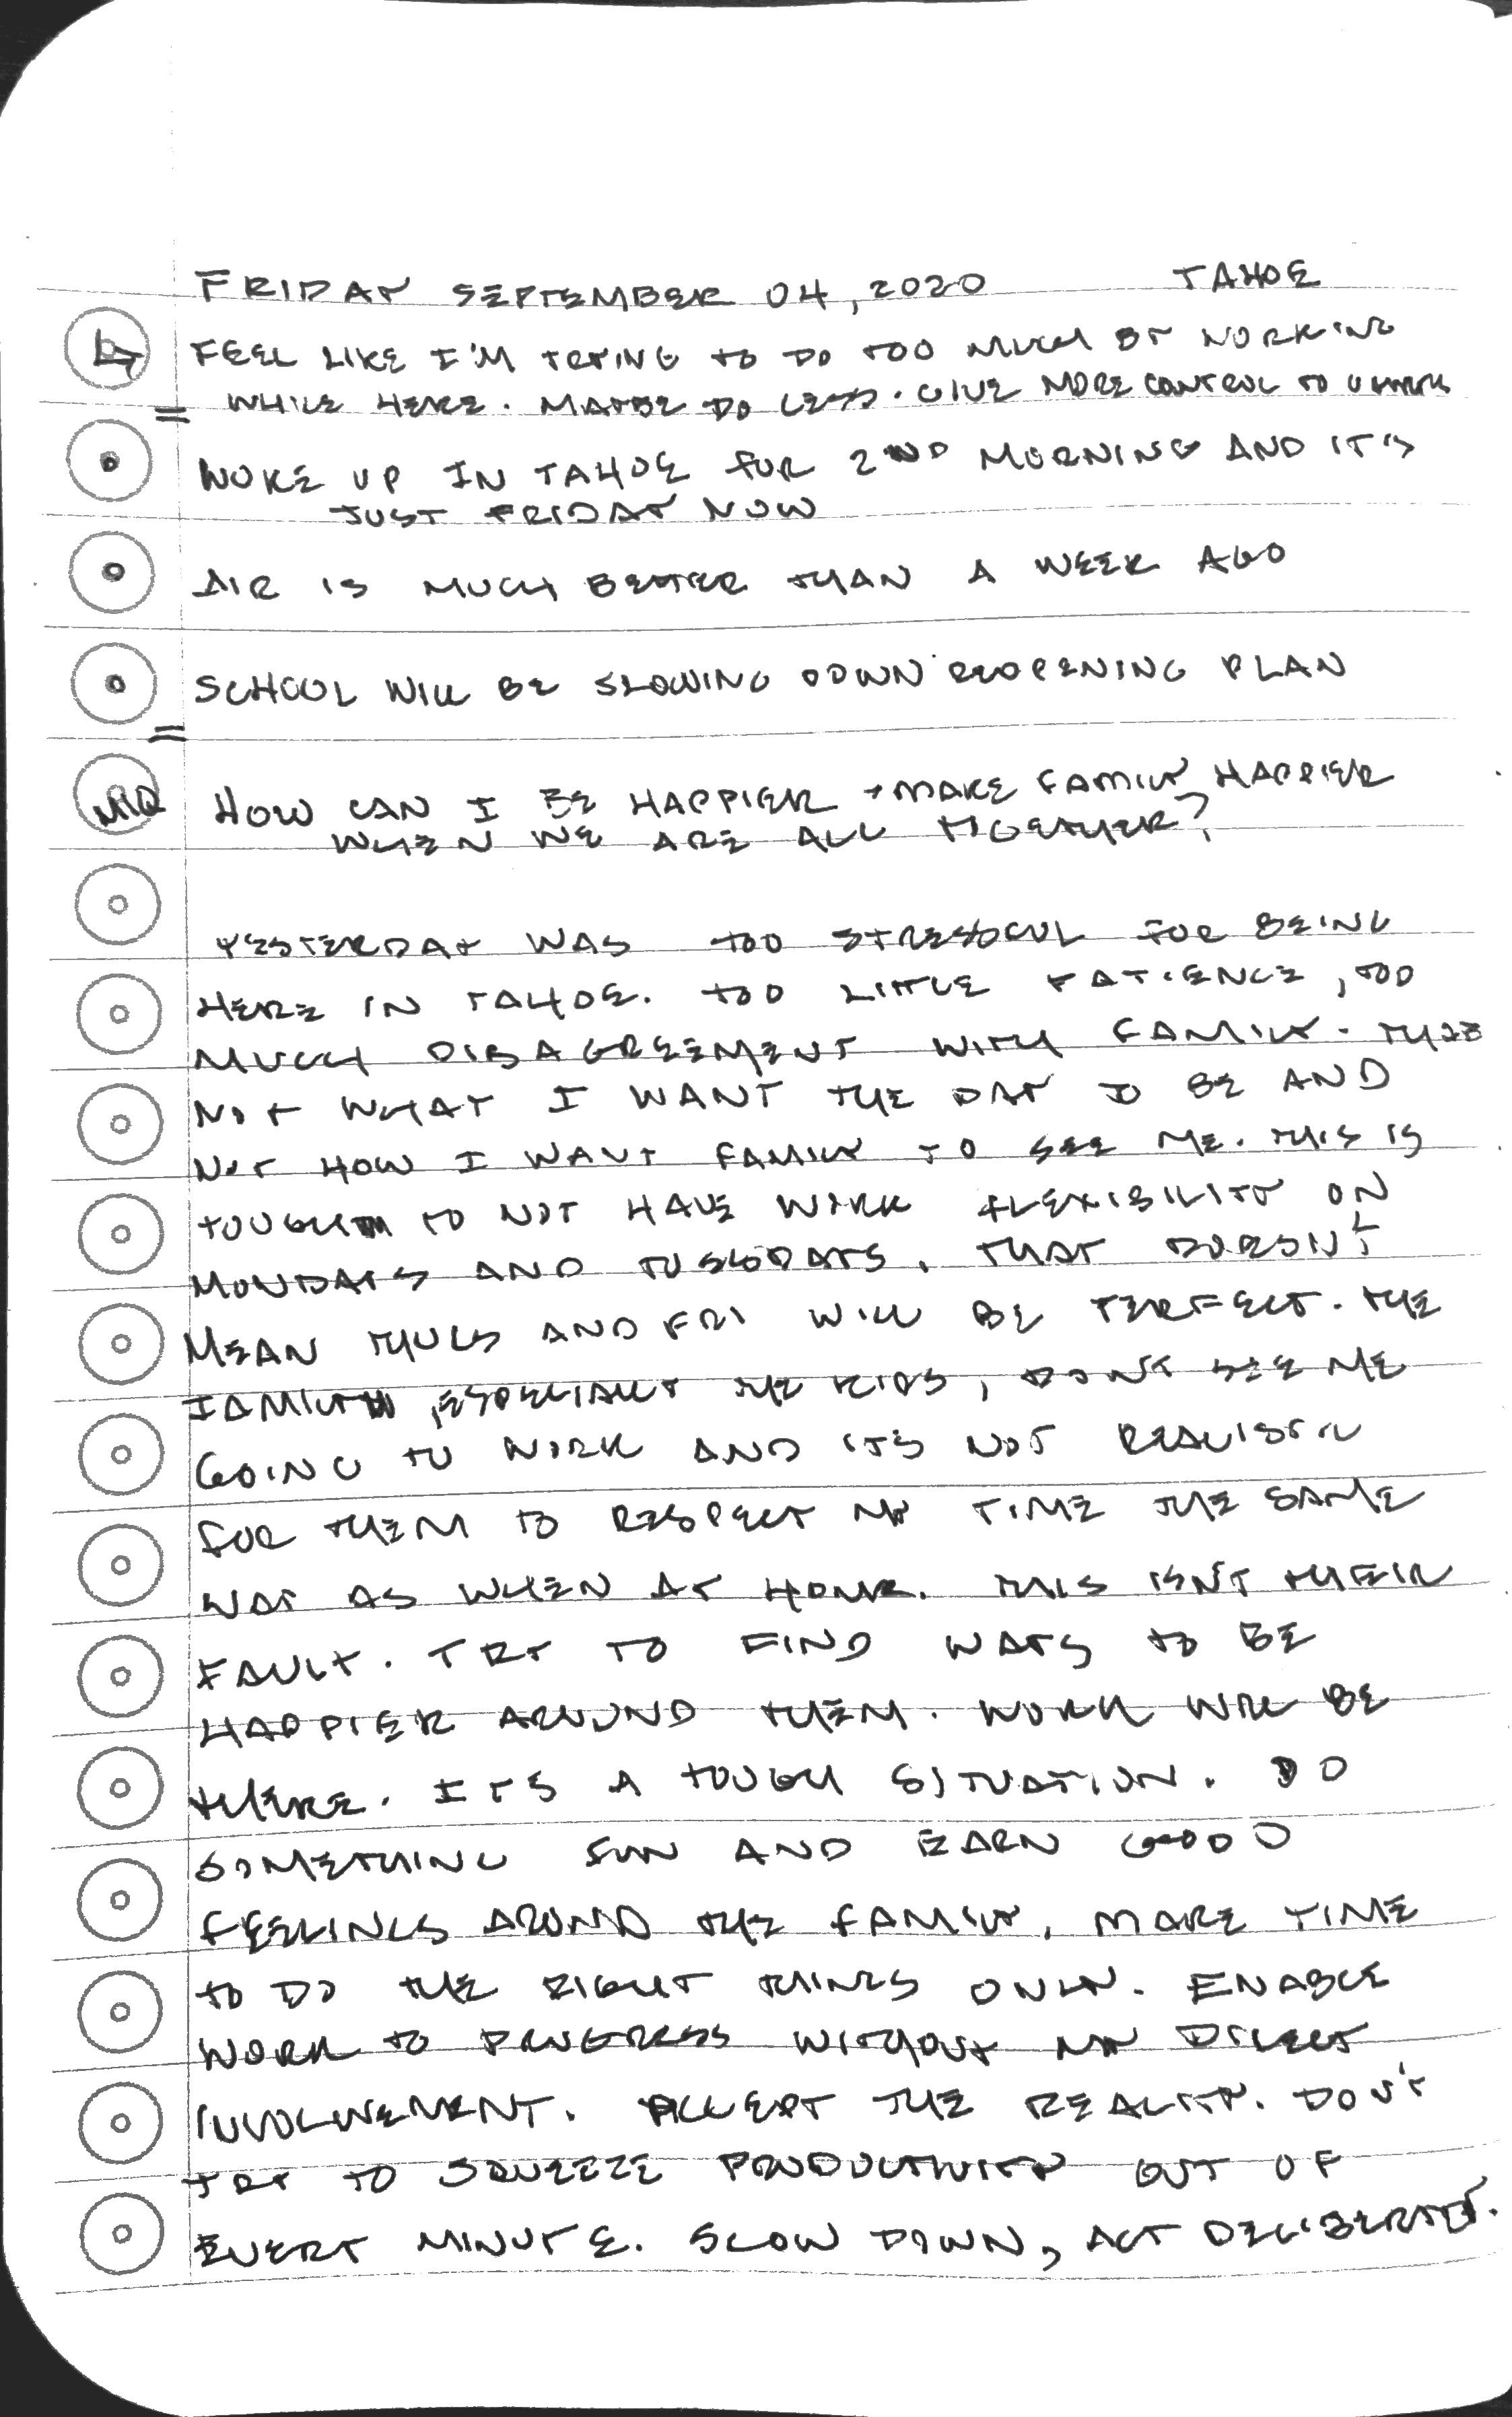 FRIDAY SEPTEMBER 04, 2020 TAHOE
L FEEL LIKE I'M TRYING TO DO TOO MUCH BY WORKING
= WHILE HERE. MAYBE DO LESS. GIVE MORE CONTROL TO OTHERS
WOKE UP IN TAHOE FOR 2ND MORNING AND IT'S
JUST FRIDAY NOW
AIR IS MUCH BETTER THAN A WEEK AGO
SCHOOL WILL BE SLOWING DOWN REOPENING PLAN
=
MIQ HOW CAN I BE HAPPIER + MAKE FAMILY HAPPIER
WHEN WE ARE ALL TOGETHER?
YESTERDAY WAS TOO STRESSFUL FOR BEING
HERE IN TAHOE. TOO LITTLE PATIENCE, TOO
MUCH DISAGREEMENT WITH FAMILY. THIS
NOT WHAT I WANT THE DAY TO BE AND
NOT HOW I WANT FAMILY TO SEE ME. THIS IS
TOUGH TO NOT HAVE WORK FLEXIBILITY ON
MONDAYS AND TUESDAYS. THAT DOESN'T
MEAN THURS AND FRI WILL BE PERFECT. THE
FAMILY, ESPECIALLY THE KIDS, DON'T SEE ME
GOING TO WORK AND IT'S NOT REALISTIC
FOR THEM TO RESPECT MY TIME THE SAME
WAY AS WHEN AT HOME. THIS ISN'T THEIR
FAULT. TRY TO FIND WAYS TO BE
HAPPIER AROUND THEM. WORK WILL BE
THERE. ITS A TOUGH SITUATION. DO
SOMETHING FUN AND EARN GOOD
FEELINGS AROUND THE FAMILY. MAKE TIME
TO DO THE RIGHT THINGS ONLY. ENABLE
WORK TO PROGRESS WITHOUT MY DIRECT
INVOLVEMENT. ACCEPT THE REALITY. DON'T
TRY TO SQUEEZE PRODUCTIVITY OUT OF
EVERY MINUTE. SLOW DOWN, ACT DELIBERATELY.